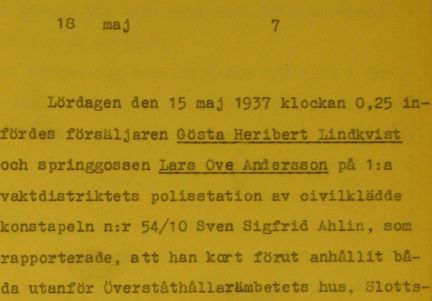 18 maj 7
Lördagen den 15 maj 1937 klockan 0,25 in-
fördes försäljaren Gösta Heribert Lindkvist
och springgossen Lars Ove Andersson på 1:a
vaktdistriktets polisstation av civilklädde
konstapeln n:r 54/10 Sven Sigfrid Ahlin, som
rapporterade, att han kort förut anhållit bå-
da utanför Överståthållarämbetets hus, Slotts-